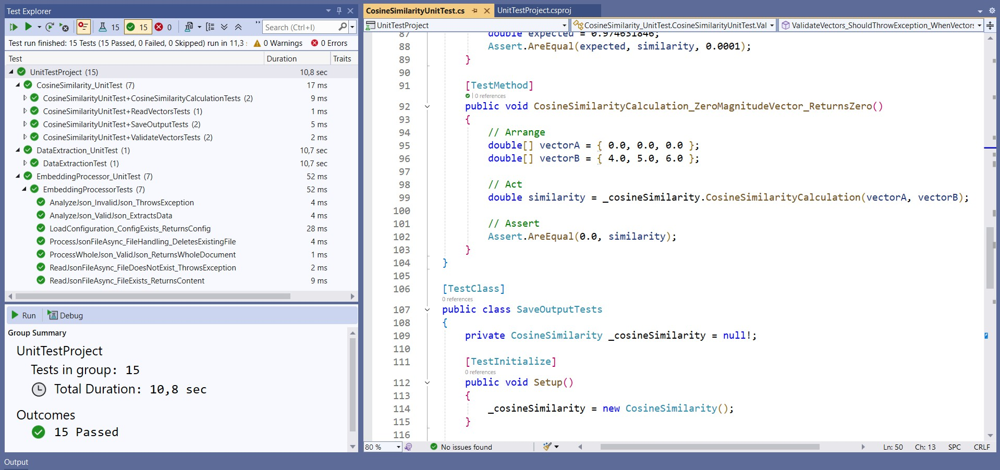 Test Explorer
15 15 0
Search (Ctrl+I)
Test run finished: 15 Tests (15 Passed, 0 Failed, 0 Skipped) run in 11,3 0 Warnings 0 Errors
Test Duration Traits
UnitTestProject (15) 10,8 sec
CosineSimilarity_UnitTest (7) 17 ms
CosineSimilarityUnitTest+CosineSimilarityCalculationTests (2) 9 ms
CosineSimilarityUnitTest+ReadVectorsTests (1) 1 ms
CosineSimilarityUnitTest+SaveOutputTests (2) 5 ms
CosineSimilarityUnitTest+ValidateVectorsTests (2) 2 ms
DataExtraction_UnitTest (1) 10,7 sec
DataExtractionTest (1) 10,7 sec
EmbeddingProcessor_UnitTest (7) 52 ms
EmbeddingProcessorTests (7) 52 ms
AnalyzeJson_InvalidJson_ThrowsException 4 ms
AnalyzeJson_ValidJson_ExtractsData 4 ms
LoadConfiguration_ConfigExists_ReturnsConfig 28 ms
ProcessJsonFileAsync_FileHandling_DeletesExistingFile 4 ms
ProcessWholeJson_ValidJson_ReturnsWholeDocument 1 ms
ReadJsonFileAsync_FileDoesNotExist_ThrowsException 2 ms
ReadJsonFileAsync_FileExists_ReturnsContent 9 ms
Run Debug
Group Summary
UnitTestProject
Tests in group: 15
Total Duration: 10,8 sec
Outcomes
15 Passed
Output
CosineSimilarityUnitTest.cs UnitTestProject.csproj
UnitTestProject CosineSimilarity_UnitTest.CosineSimilarityUnitTest.Val ValidateVectors_ShouldThrowException_WhenVectors
87 double expected = 0.974631846;
88 Assert.AreEqual(expected, similarity, 0.0001);
89 }
90
91 [TestMethod]
0 references
92 public void CosineSimilarityCalculation_ZeroMagnitudeVector_ReturnsZero()
93 {
94 // Arrange
95 double[] vectorA = { 0.0, 0.0, 0.0 };
96 double[] vectorB = { 4.0, 5.0, 6.0 };
97
98 // Act
99 double similarity = _cosineSimilarity.CosineSimilarityCalculation(vectorA, vectorB);
100
101 // Assert
102 Assert.AreEqual(0.0, similarity);
103 }
104 }
105
106 [TestClass]
0 references
107 public class SaveOutputTests
108 {
109 private CosineSimilarity _cosineSimilarity = null!;
110
111 [TestInitialize]
0 references
112 public void Setup()
113 {
114 _cosineSimilarity = new CosineSimilarity();
115 }
116
80 % No issues found Ln: 50 Ch: 13 SPC CRLF